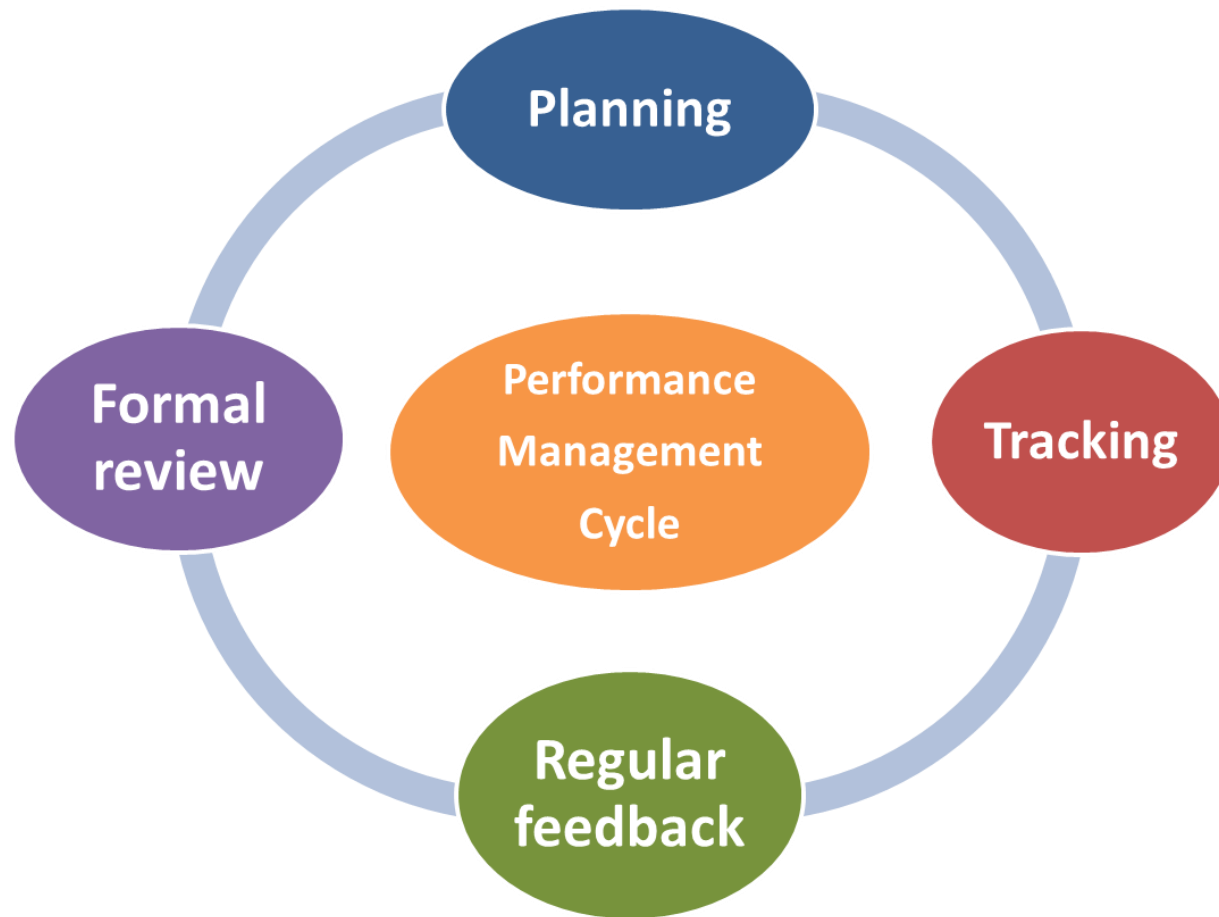 Planning
Formal
review
Performance
Management
Cycle
Tracking
Regular
feedback